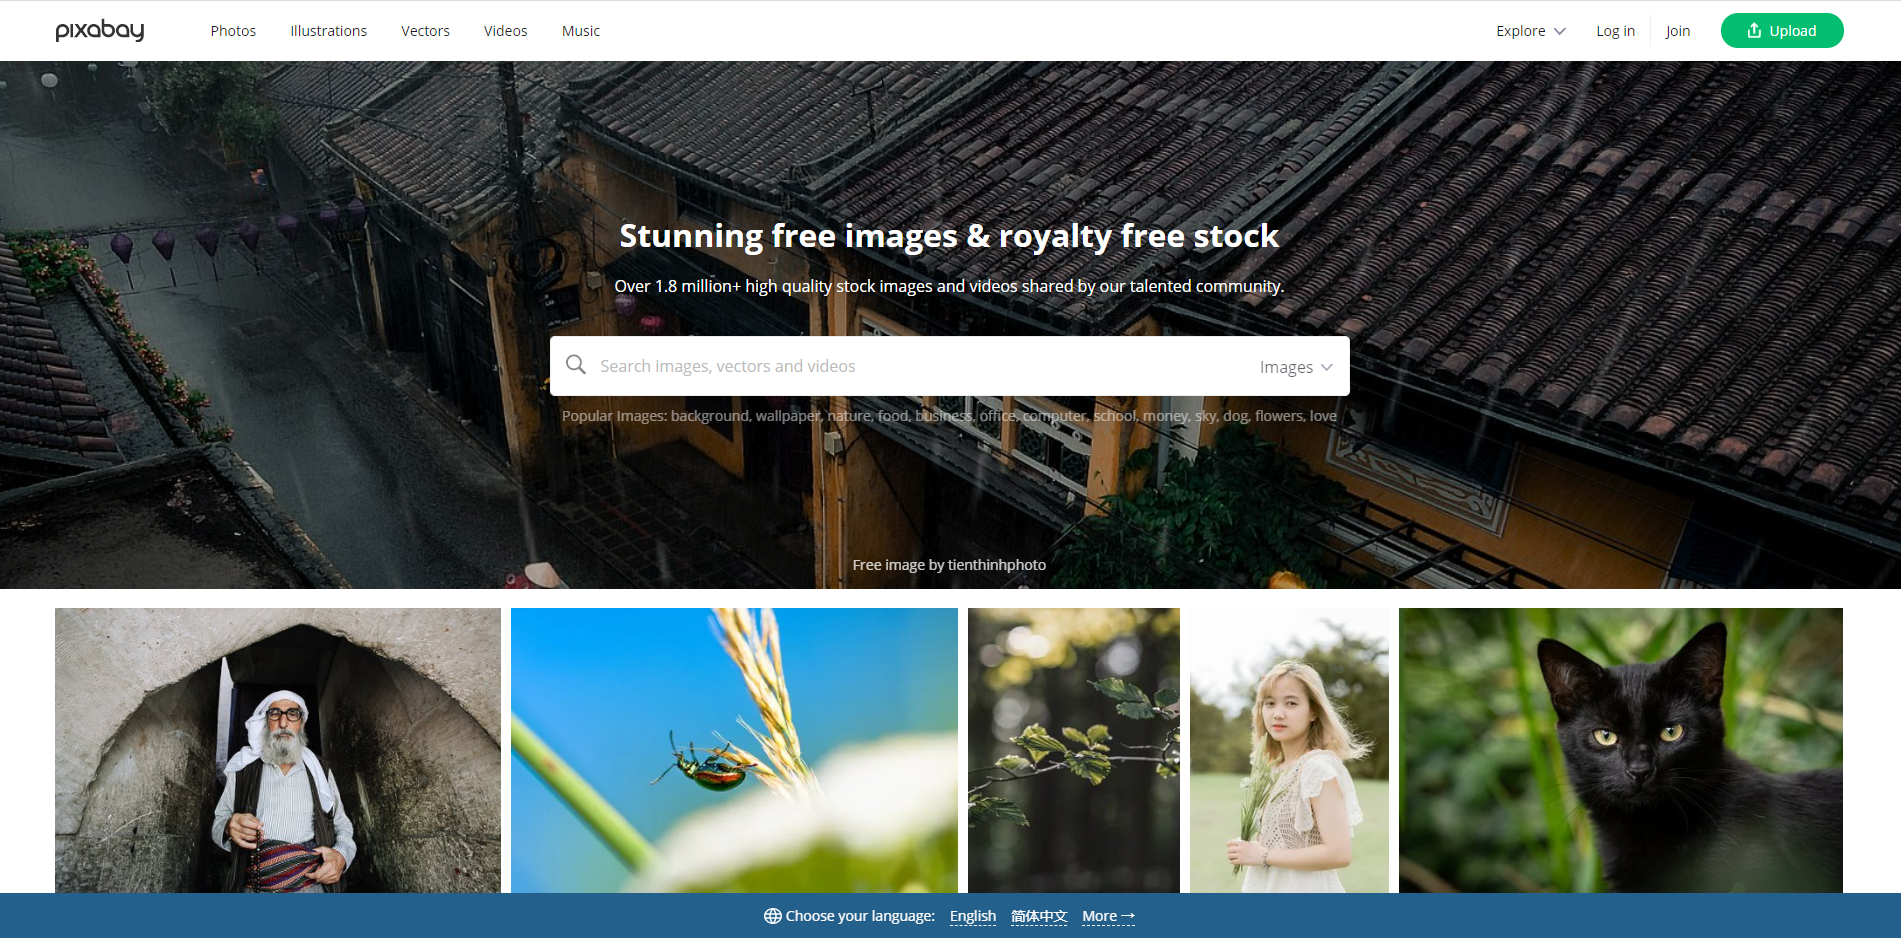 pixabay Photos Illustrations Vectors Videos Music Explore Log in Join Upload
Stunning free images & royalty free stock
Over 1.8 million+ high quality stock images and videos shared by our talented community.
Search images, vectors and videos Images
Popular Images: background, wallpaper, nature, food, business, office, computer, school, money, sky, dog, flowers, love
Free image by tienthinhphoto
Choose your language: English 简体中文 More →